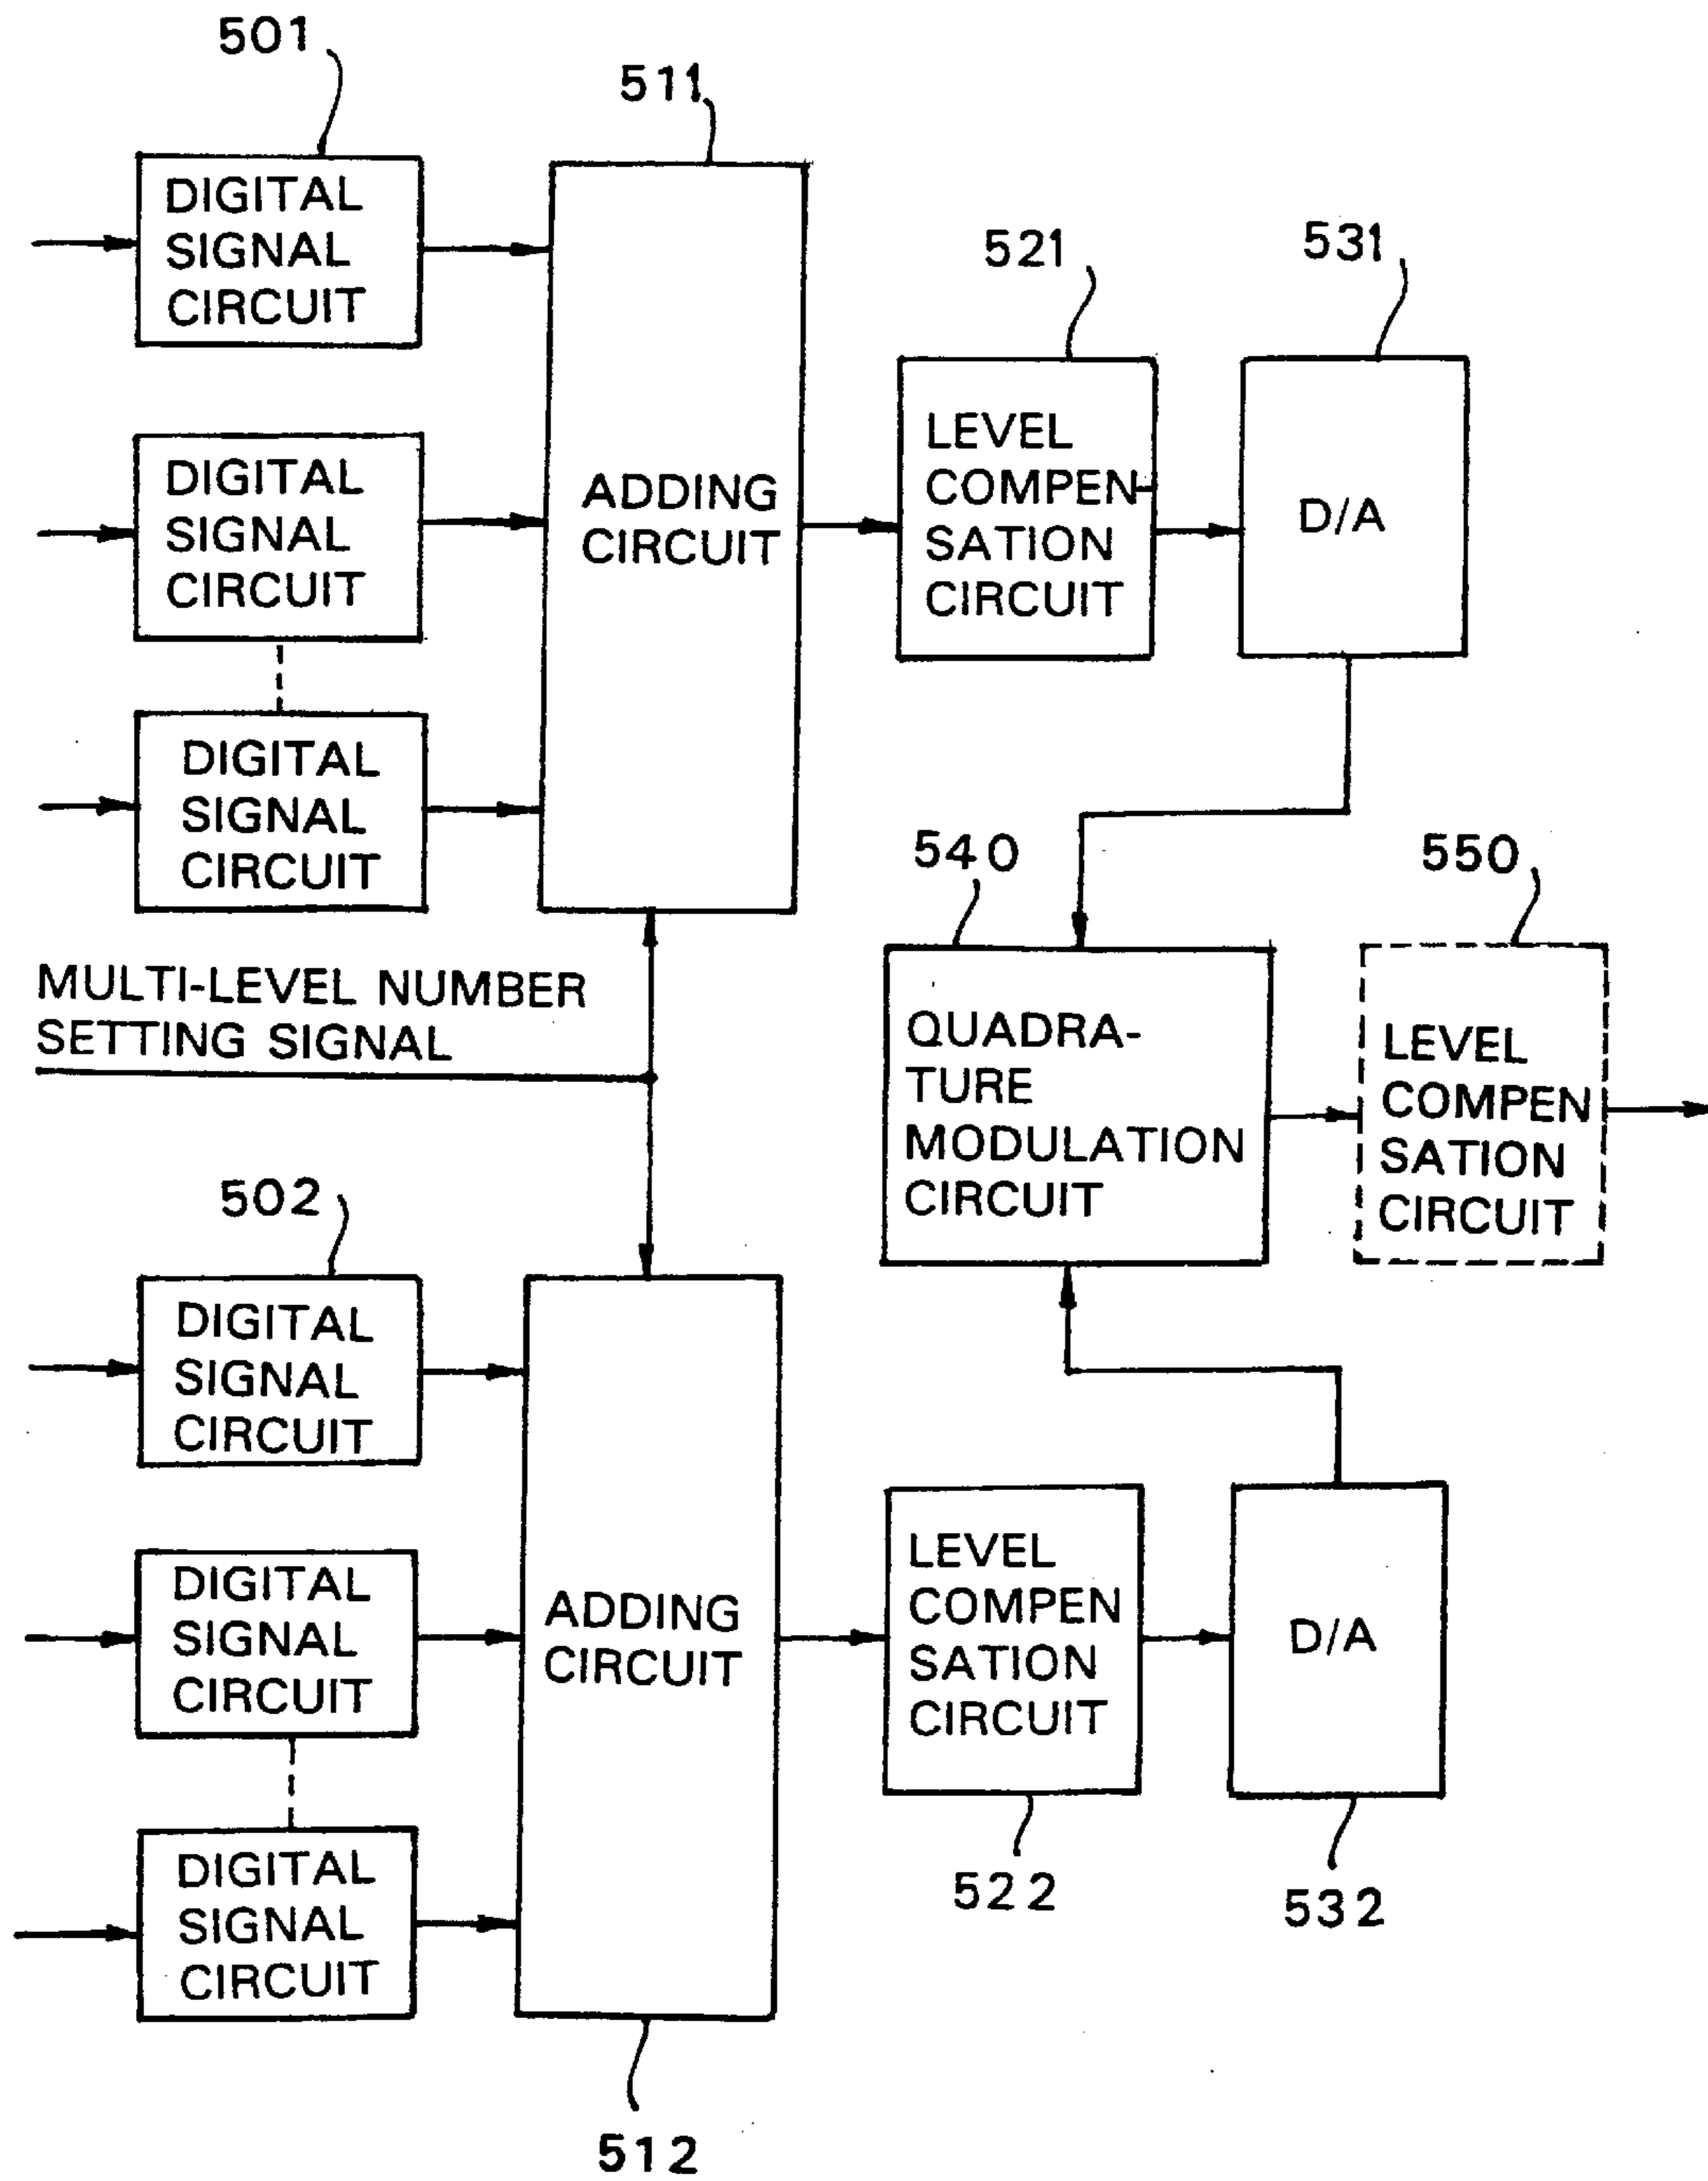 501
511
DIGITAL
SIGNAL
CIRCUIT
521
531
DIGITAL
SIGNAL
CIRCUIT
ADDING
CIRCUIT
LEVEL
COMPEN-
SATION
CIRCUIT
D/A
DIGITAL
SIGNAL
CIRCUIT
540
550
MULTI-LEVEL NUMBER
SETTING SIGNAL
QUADRA-
TURE
MODULATION
CIRCUIT
LEVEL
COMPEN
SATION
CIRCUIT
502
DIGITAL
SIGNAL
CIRCUIT
DIGITAL
SIGNAL
CIRCUIT
ADDING
CIRCUIT
LEVEL
COMPEN
SATION
CIRCUIT
D/A
DIGITAL
SIGNAL
CIRCUIT
522
532
512